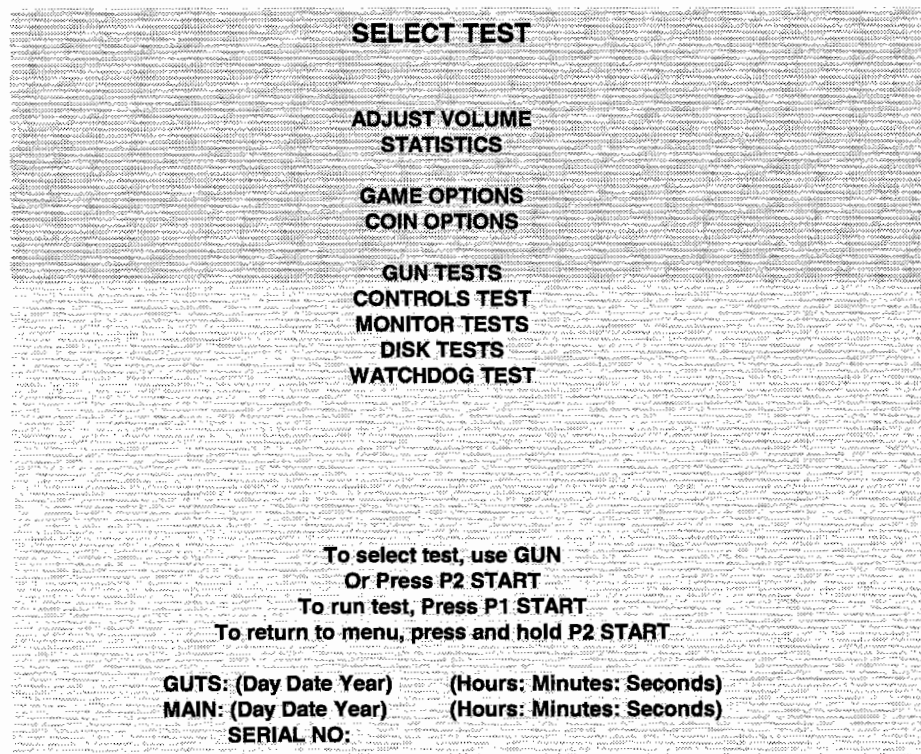 SELECT TEST
ADJUST VOLUME
STATISTICS
GAME OPTIONS
COIN OPTIONS
GUN TESTS
CONTROLS TEST
MONITOR TESTS
DISK TESTS
WATCHDOG TEST
To select test, use GUN
Or Press P2 START
To run test, Press P1 START
To return to menu, press and hold P2 START
GUTS: (Day Date Year) (Hours: Minutes: Seconds)
MAIN: (Day Date Year) (Hours: Minutes: Seconds)
SERIAL NO: